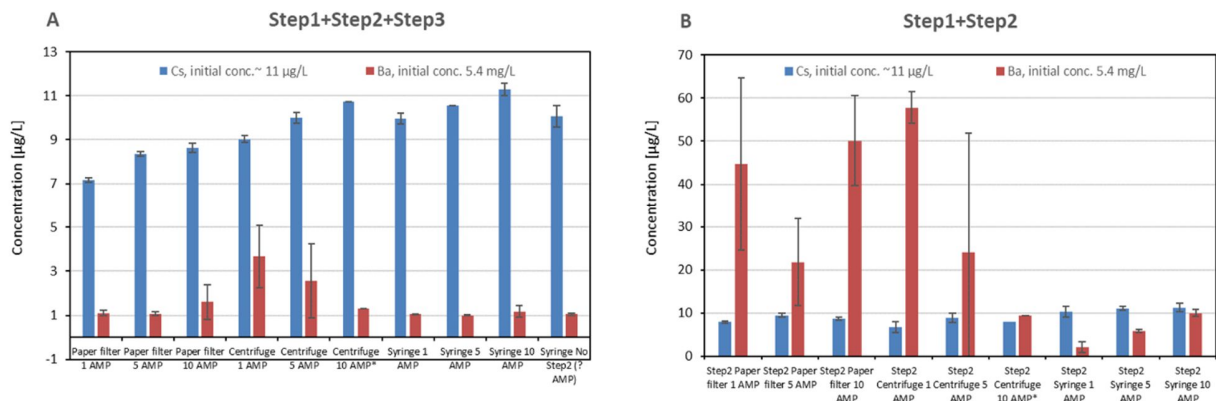 A
Step1+Step2+Step3
Cs, initial conc.~ 11 µg/L
Ba, initial conc. 5.4 mg/L
Concentration [µg/L]
13
11
9
7
5
3
1
-1
Paper filter 1 AMP
Paper filter 5 AMP
Paper filter 10 AMP
Centrifuge 1 AMP
Centrifuge 5 AMP
Centrifuge 10 AMP*
Syringe 1 AMP
Syringe 5 AMP
Syringe 10 AMP
Syringe No Step2 (? AMP)
B
Step1+Step2
Cs, initial conc. ~11 µg/L
Ba, initial conc. 5.4 mg/L
Concentration [µg/L]
70
60
50
40
30
20
10
0
Step2 Paper filter 1 AMP
Step2 Paper filter 5 AMP
Step2 Paper filter 10 AMP
Step2 Centrifuge 1 AMP
Step2 Centrifuge 5 AMP
Step2 Centrifuge 10 AMP*
Step2 Syringe 1 AMP
Step2 Syringe 5 AMP
Step2 Syringe 10 AMP